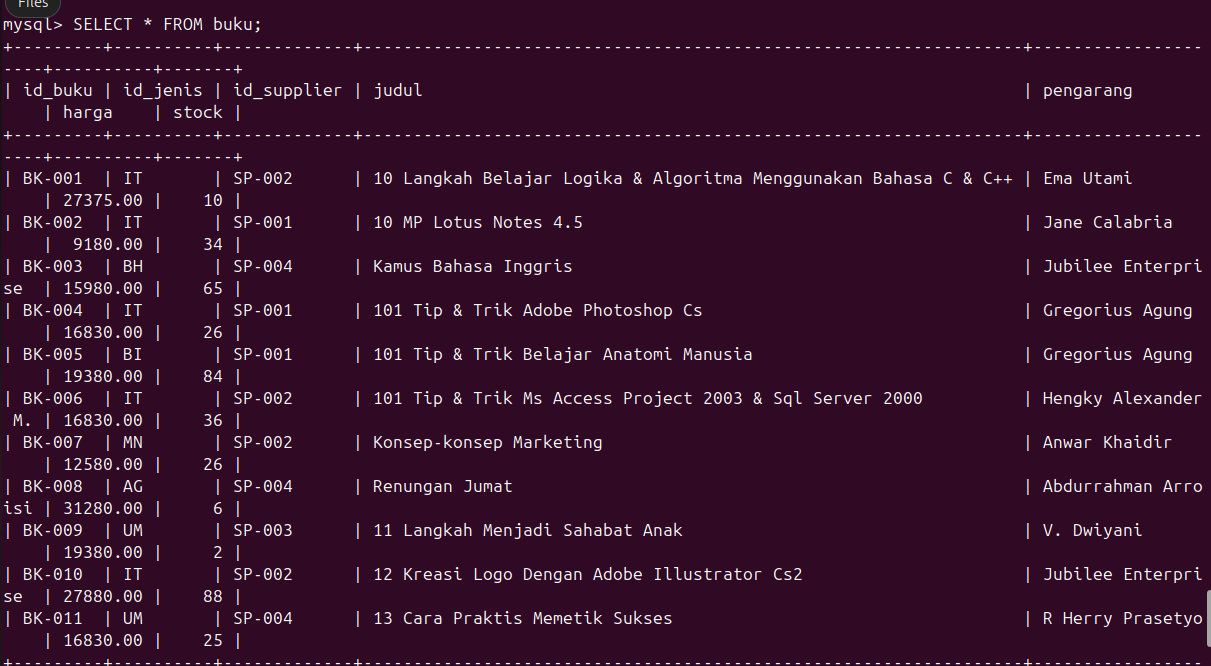 Files
mysql> SELECT * FROM buku;
+---------+----------+-------------+------------------------------------------------------------------+-----------------
----+----------+-------+
| id_buku | id_jenis | id_supplier | judul                                                            | pengarang
    | harga    | stock |
+---------+----------+-------------+------------------------------------------------------------------+-----------------
----+----------+-------+
| BK-001  | IT       | SP-002      | 10 Langkah Belajar Logika & Algoritma Menggunakan Bahasa C & C++ | Ema Utami
    | 27375.00 |    10 |
| BK-002  | IT       | SP-001      | 10 MP Lotus Notes 4.5                                            | Jane Calabria
    |  9180.00 |    34 |
| BK-003  | BH       | SP-004      | Kamus Bahasa Inggris                                             | Jubilee Enterpri
se  | 15980.00 |    65 |
| BK-004  | IT       | SP-001      | 101 Tip & Trik Adobe Photoshop Cs                                | Gregorius Agung
    | 16830.00 |    26 |
| BK-005  | BI       | SP-001      | 101 Tip & Trik Belajar Anatomi Manusia                           | Gregorius Agung
    | 19380.00 |    84 |
| BK-006  | IT       | SP-002      | 101 Tip & Trik Ms Access Project 2003 & Sql Server 2000          | Hengky Alexander
 M. | 16830.00 |    36 |
| BK-007  | MN       | SP-002      | Konsep-konsep Marketing                                          | Anwar Khaidir
    | 12580.00 |    26 |
| BK-008  | AG       | SP-004      | Renungan Jumat                                                   | Abdurrahman Arro
isi | 31280.00 |     6 |
| BK-009  | UM       | SP-003      | 11 Langkah Menjadi Sahabat Anak                                  | V. Dwiyani
    | 19380.00 |     2 |
| BK-010  | IT       | SP-002      | 12 Kreasi Logo Dengan Adobe Illustrator Cs2                      | Jubilee Enterpri
se  | 27880.00 |    88 |
| BK-011  | UM       | SP-004      | 13 Cara Praktis Memetik Sukses                                   | R Herry Prasetyo
    | 16830.00 |    25 |
+---------+----------+-------------+------------------------------------------------------------------+-----------------